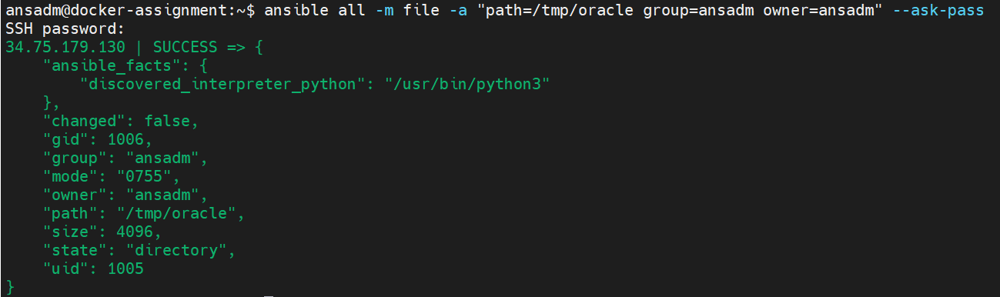 ansadm@docker-assignment:~$ ansible all -m file -a "path=/tmp/oracle group=ansadm owner=ansadm" --ask-pass
SSH password:
34.75.179.130 | SUCCESS => {
    "ansible_facts": {
        "discovered_interpreter_python": "/usr/bin/python3"
    },
    "changed": false,
    "gid": 1006,
    "group": "ansadm",
    "mode": "0755",
    "owner": "ansadm",
    "path": "/tmp/oracle",
    "size": 4096,
    "state": "directory",
    "uid": 1005
}